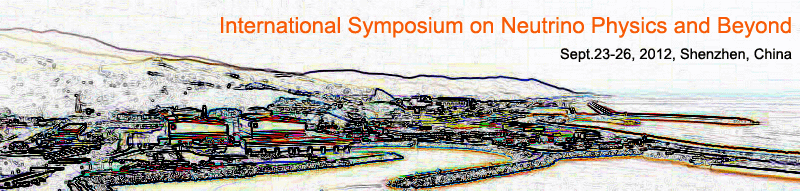 International Symposium on Neutrino Physics and Beyond
Sept.23-26, 2012, Shenzhen, China